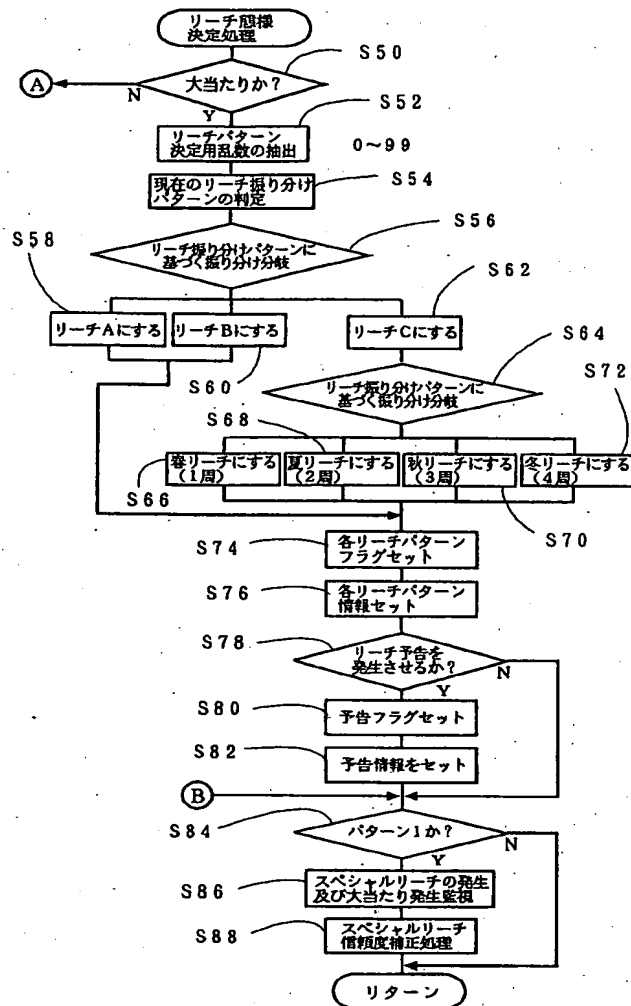 リーチ態様
決定処理
S50
A
大当たりか?
N
Y
S52
リーチパターン
決定用乱数の抽出
0~99
S54
現在のリーチ振り分け
パターンの判定
S56
リーチ振り分けパターンに
基づく振り分け分岐
S58
S62
リーチAにする
リーチBにする
リーチCにする
S60
S64
リーチ振り分けパターンに
基づく振り分け分岐
S72
S68
春リーチにする
(1周)
夏リーチにする
(2周)
秋リーチにする
(3周)
冬リーチにする
(4周)
S66
S70
S74
各リーチパターン
フラグセット
S76
各リーチパターン
情報セット
S78
リーチ予告を
発生させるか?
N
Y
S80
予告フラグセット
S82
予告情報をセット
B
S84
パターン1か?
N
Y
S86
スペシャルリーチの発生
及び大当たり発生監視
S88
スペシャルリーチ
信頼度補正処理
リターン